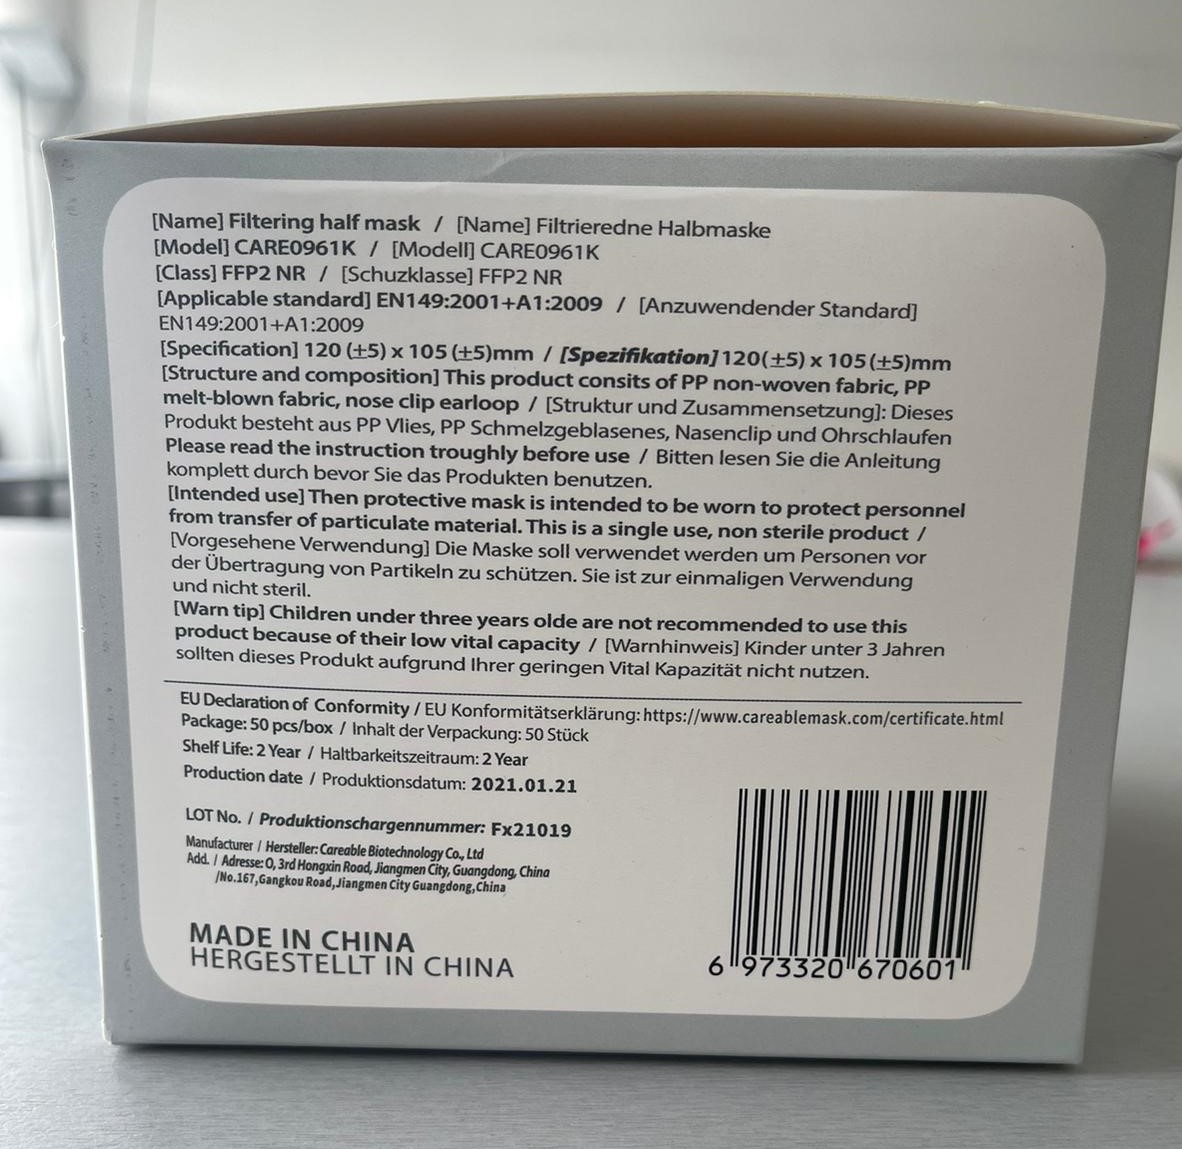 [Name] Filtering half mask / [Name] Filtrieredne Halbmaske
[Model] CARE0961K / [Modell] CARE0961K
[Class] FFP2 NR / [Schuzklasse] FFP2 NR
[Applicable standard] EN149:2001+A1:2009 / [Anzuwendender Standard]
EN149:2001+A1:2009
[Specification] 120 (±5) x 105 (±5)mm / [Spezifikation] 120(±5) x 105 (±5)mm
[Structure and composition] This product consits of PP non-woven fabric, PP
melt-blown fabric, nose clip earloop / [Struktur und Zusammensetzung]: Dieses
Produkt besteht aus PP Vlies, PP Schmelzgeblasenes, Nasenclip und Ohrschlaufen
Please read the instruction troughly before use / Bitten lesen Sie die Anleitung
komplett durch bevor Sie das Produkten benutzen.
[Intended use] Then protective mask is intended to be worn to protect personnel
from transfer of particulate material. This is a single use, non sterile product /
[Vorgesehene Verwendung] Die Maske soll verwendet werden um Personen vor
der Übertragung von Partikeln zu schützen. Sie ist zur einmaligen Verwendung
und nicht steril.
[Warn tip] Children under three years olde are not recommended to use this
product because of their low vital capacity / [Warnhinweis] Kinder unter 3 Jahren
sollten dieses Produkt aufgrund Ihrer geringen Vital Kapazität nicht nutzen.
EU Declaration of Conformity / EU Konformitätserklärung: https://www.careablemask.com/certificate.html
Package: 50 pcs/box / Inhalt der Verpackung: 50 Stück
Shelf Life: 2 Year / Haltbarkeitszeitraum: 2 Year
Production date / Produktionsdatum: 2021.01.21
LOT No. / Produktionschargennummer: Fx21019
Manufacturer / Hersteller: Careable Biotechnology Co., Ltd
Add. / Adresse: O, 3rd Hongxin Road, Jiangmen City, Guangdong, China
/No.167,Gangkou Road,Jiangmen City Guangdong,China
MADE IN CHINA
HERGESTELLT IN CHINA
6 973320 670601